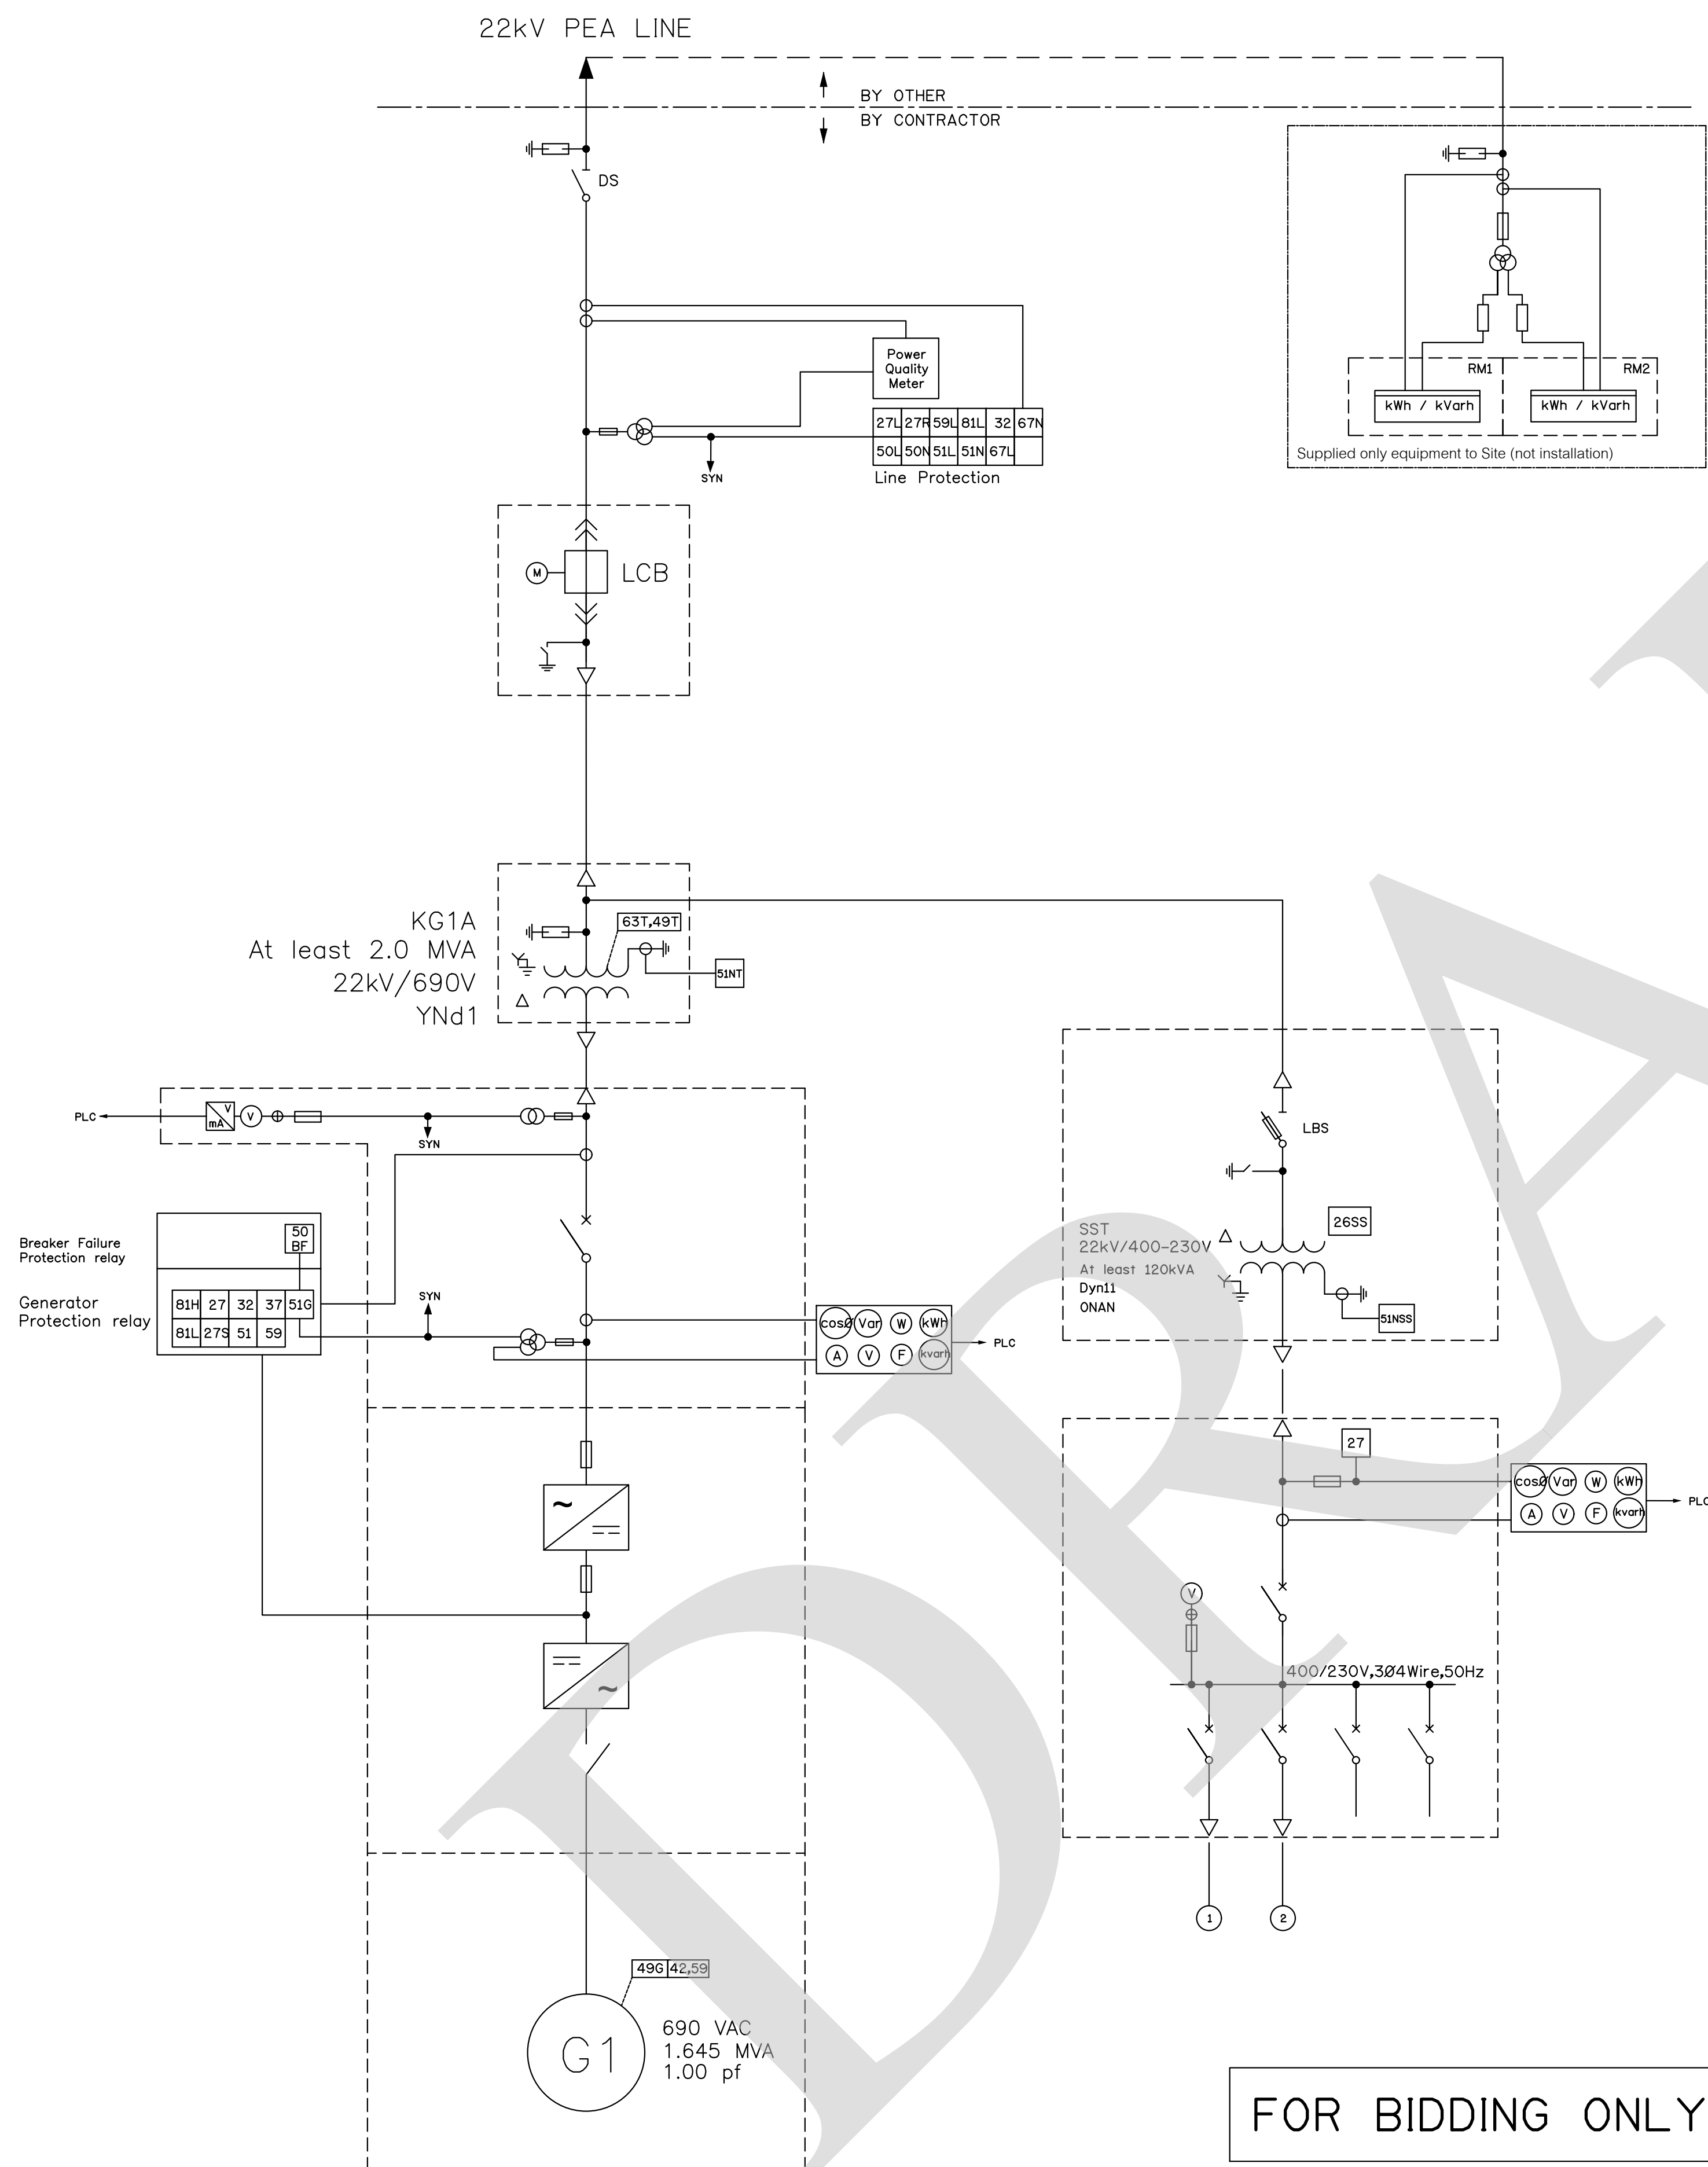 22kV PEA LINE
BY OTHER
BY CONTRACTOR
DS
Power
Quality
Meter
RM1
RM2
kWh / kVarh
kWh / kVarh
Supplied only equipment to Site (not installation)
27L 27R 59L 81L 32 67N
50L 50N 51L 51N 67L
Line Protection
SYN
M
LCB
KG1A
At least 2.0 MVA
22kV/690V
YNd1
63T,49T
51NT
PLC
V
mA
V
SYN
LBS
Breaker Failure
Protection relay
50
BF
Generator
Protection relay
81H 27 32 37 51G
81L 27S 51 59
SYN
cosØ Var W kWh
A V F kvarh
PLC
SST
22kV/400-230V
At least 120kVA
Dyn11
ONAN
26SS
51NSS
27
cosØ Var W kWh
A V F kvarh
PLC
V
400/230V,3Ø4Wire,50Hz
1
2
49G 42,59
G1
690 VAC
1.645 MVA
1.00 pf
FOR BIDDING ONLY
DRA